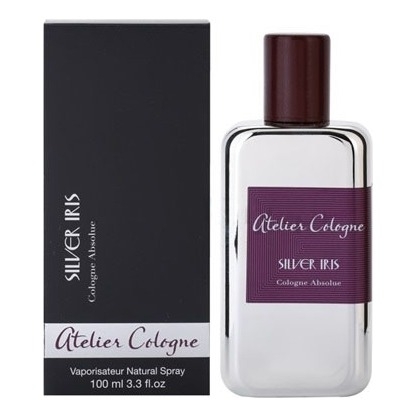 SILVER IRIS
Cologne Absolue
Atelier Cologne
Vaporisateur Natural Spray
100 ml 3.3 fl.oz
Atelier Cologne
SILVER IRIS
Cologne Absolue